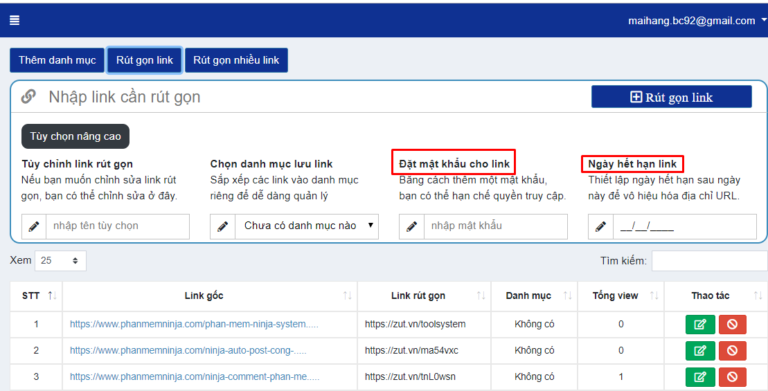 maihang.bc92@gmail.com
Thêm danh mục Rút gọn link Rút gọn nhiều link
Nhập link cần rút gọn Rút gọn link
Tùy chọn nâng cao
Tùy chỉnh link rút gọn
Nếu bạn muốn chỉnh sửa link rút
gọn, bạn có thể chỉnh sửa ở đây.
nhập tên tùy chọn
Chọn danh mục lưu link
Sắp xếp các link vào danh mục
riêng để dễ dàng quản lý
Chưa có danh mục nào
Đặt mật khẩu cho link
Bằng cách thêm một mật khẩu,
bạn có thể hạn chế quyền truy cập.
nhập mật khẩu
Ngày hết hạn link
Thiết lập ngày hết hạn sau ngày
này để vô hiệu hóa địa chỉ URL.
__/__/____
Xem 25 Tìm kiếm:
STT Link gốc Link rút gọn Danh mục Tổng view Thao tác
1 https://www.phanmemninja.com/phan-mem-ninja-system..... https://zut.vn/toolsystem Không có 0
2 https://www.phanmemninja.com/ninja-auto-post-cong-..... https://zut.vn/ma54vxc Không có 0
3 https://www.phanmemninja.com/ninja-comment-phan-me..... https://zut.vn/tnL0wsn Không có 1